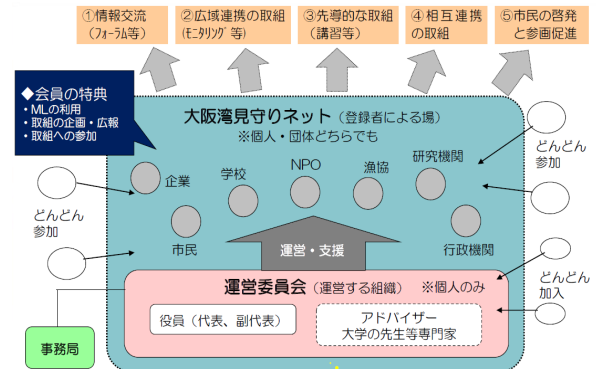 ①情報交流
(フォーラム等)
②広域連携の取組
(ﾓﾆﾀﾘﾝｸﾞ等)
③先導的な取組
(講習等)
④相互連携
の取組
⑤市民の啓発
と参画促進
◆会員の特典
・MLの利用
・取組の企画・広報
・取組への参加
大阪湾見守りネット(登録者による場)
※個人・団体どちらでも
企業
学校
NPO
漁協
研究機関
市民
行政機関
どんどん
参加
どんどん
参加
運営・支援
運営委員会(運営する組織) ※個人のみ
役員(代表、副代表)
アドバイザー
大学の先生等専門家
どんどん
加入
事務局